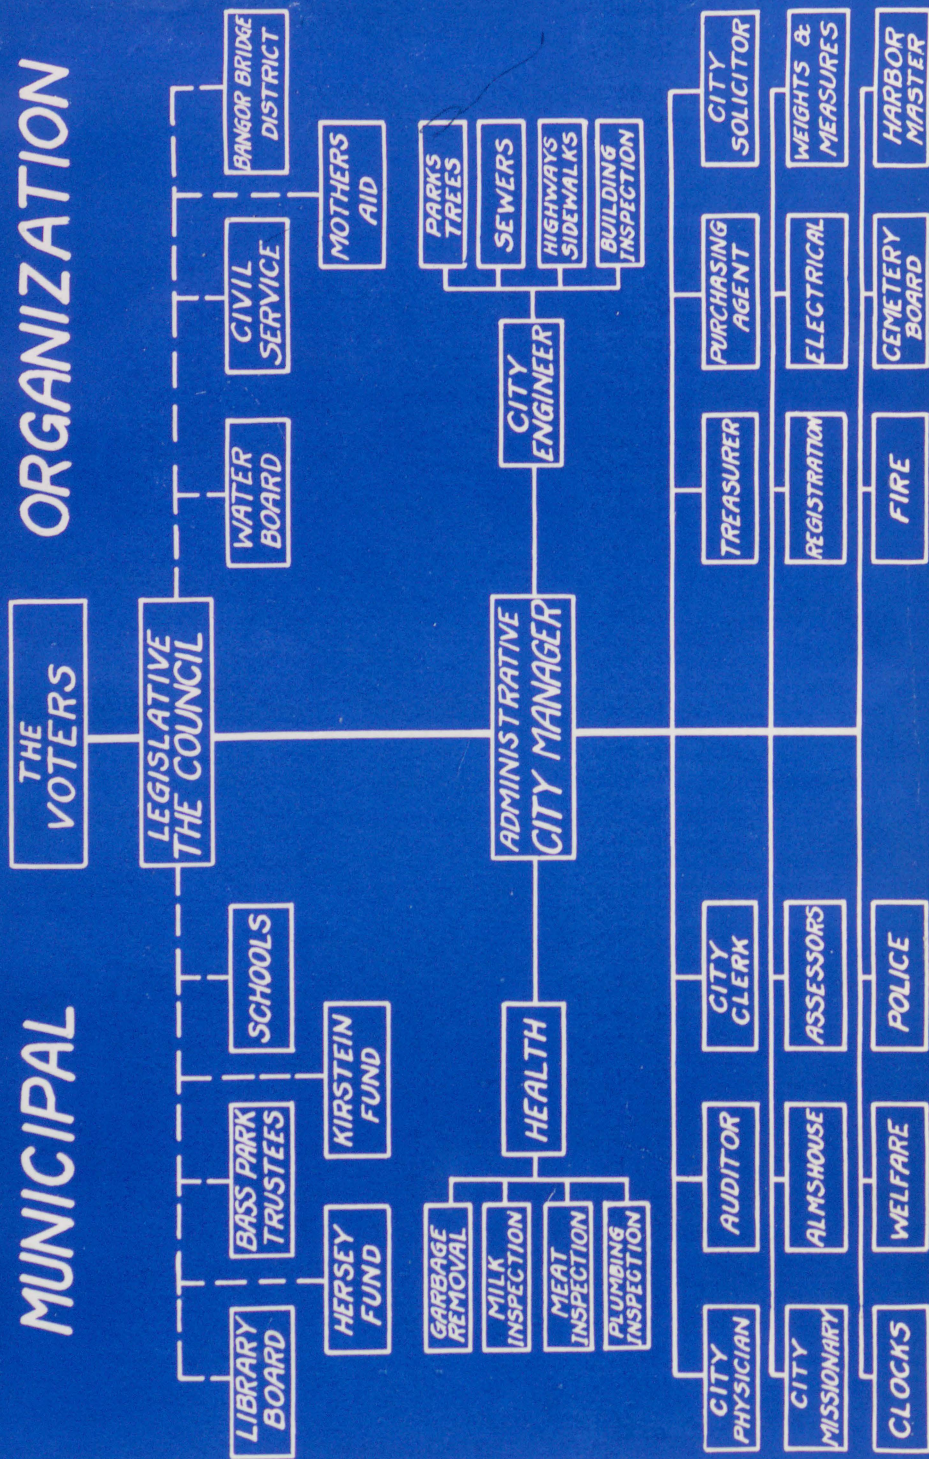 MUNICIPAL ORGANIZATION
THE
VOTERS
LEGISLATIVE
THE COUNCIL
LIBRARY
BOARD
BASS PARK
TRUSTEES
SCHOOLS
WATER
BOARD
CIVIL
SERVICE
BANGOR BRIDGE
DISTRICT
HERSEY
FUND
KIRSTEIN
FUND
MOTHERS
AID
ADMINISTRATIVE
CITY MANAGER
HEALTH
GARBAGE
REMOVAL
MILK
INSPECTION
MEAT
INSPECTION
PLUMBING
INSPECTION
CITY
ENGINEER
PARKS
TREES
SEWERS
HIGHWAYS
SIDEWALKS
BUILDING
INSPECTION
CITY
PHYSICIAN
AUDITOR
CITY
CLERK
TREASURER
PURCHASING
AGENT
CITY
SOLICITOR
CITY
MISSIONARY
ALMSHOUSE
ASSESSORS
REGISTRATION
ELECTRICAL
WEIGHTS &
MEASURES
CLOCKS
WELFARE
POLICE
FIRE
CEMETERY
BOARD
HARBOR
MASTER